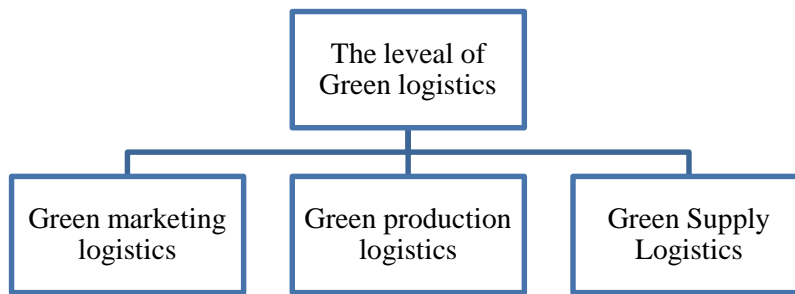 The leveal of
Green logistics
Green marketing
logistics
Green production
logistics
Green Supply
Logistics